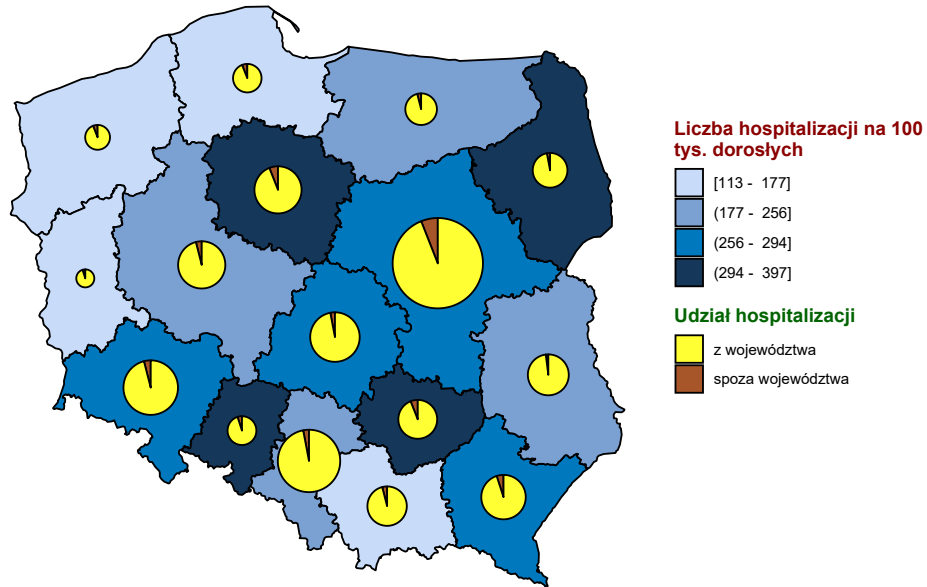 Liczba hospitalizacji na 100
tys. dorosłych
[113 - 177]
(177 - 256]
(256 - 294]
(294 - 397]
Udział hospitalizacji
z województwa
spoza województwa